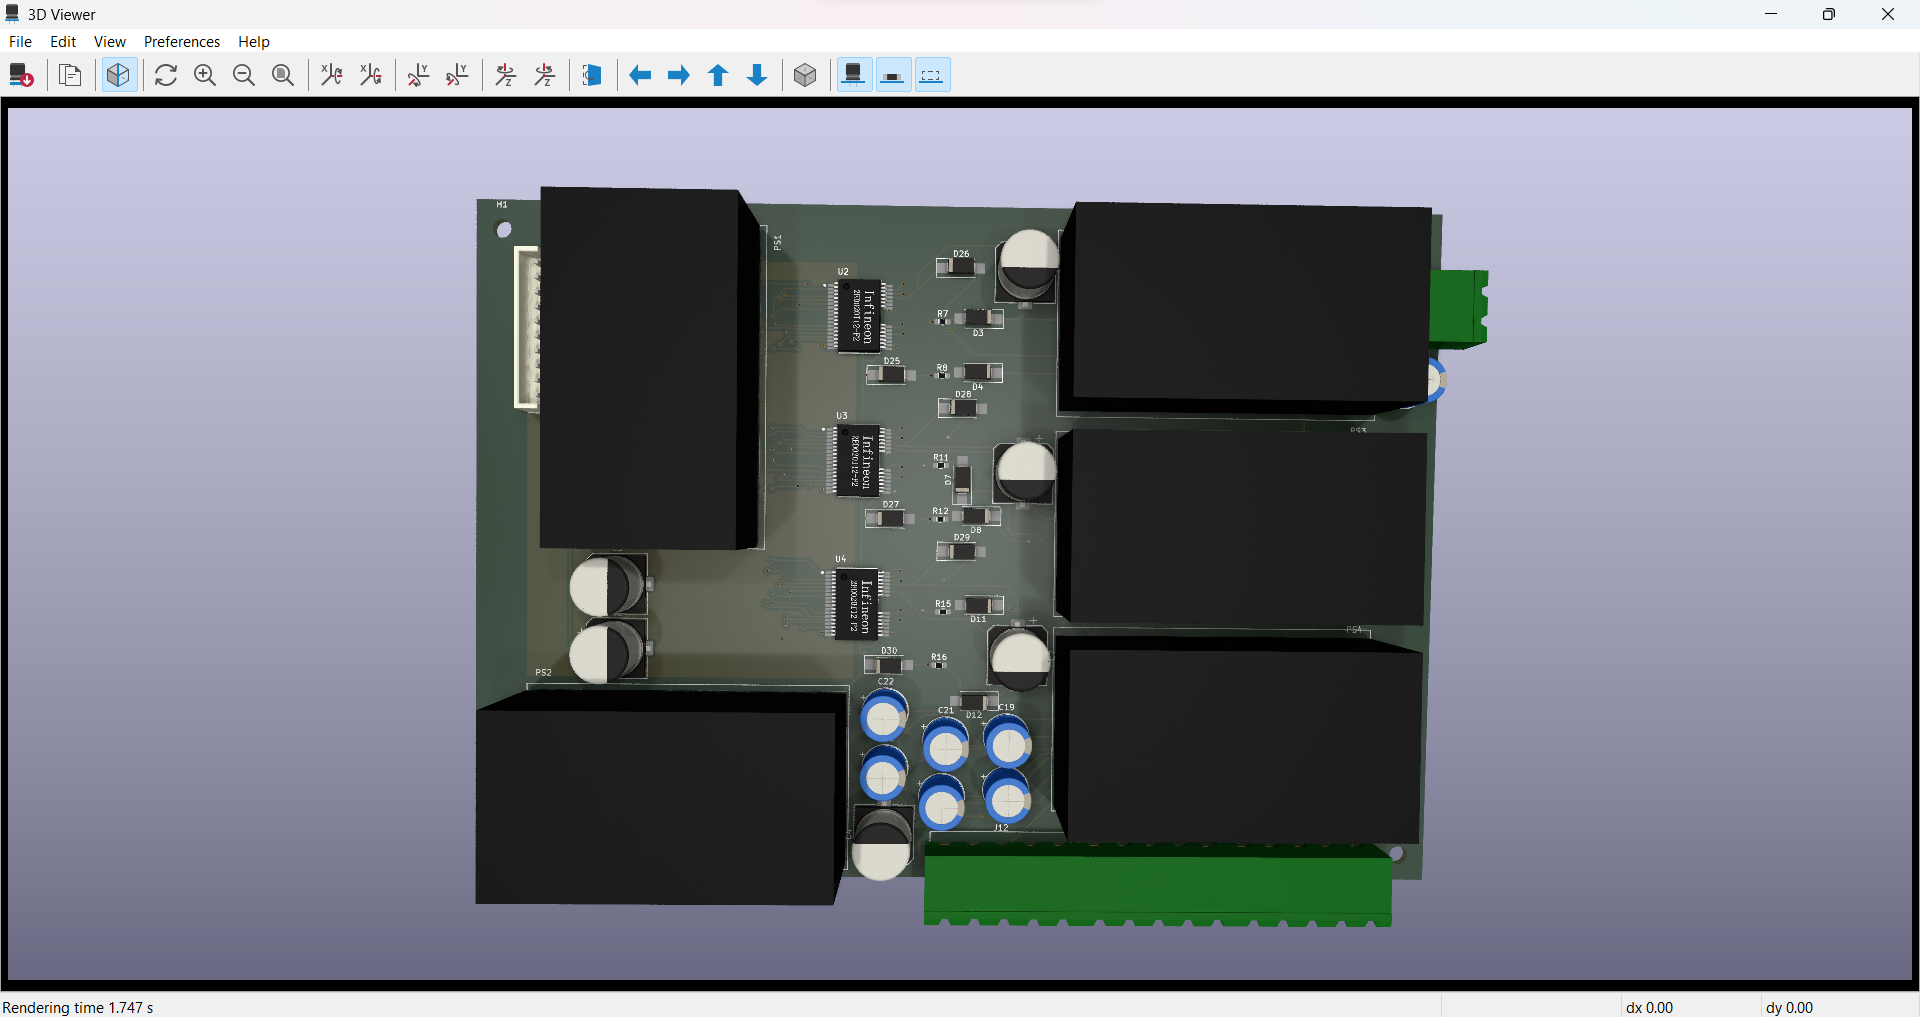 3D Viewer
File Edit View Preferences Help
H1
PS1
D26
U2
R7
D3
Infineon
D25
R8
D4
D28
U3
PS3
R11
D7
Infineon
D27
R12
D8
D29
U4
Infineon
R15
D11
PS4
D30
R16
PS2
C22
D12
C21
C19
J12
Rendering time 1.747 s
dx 0.00
dy 0.00